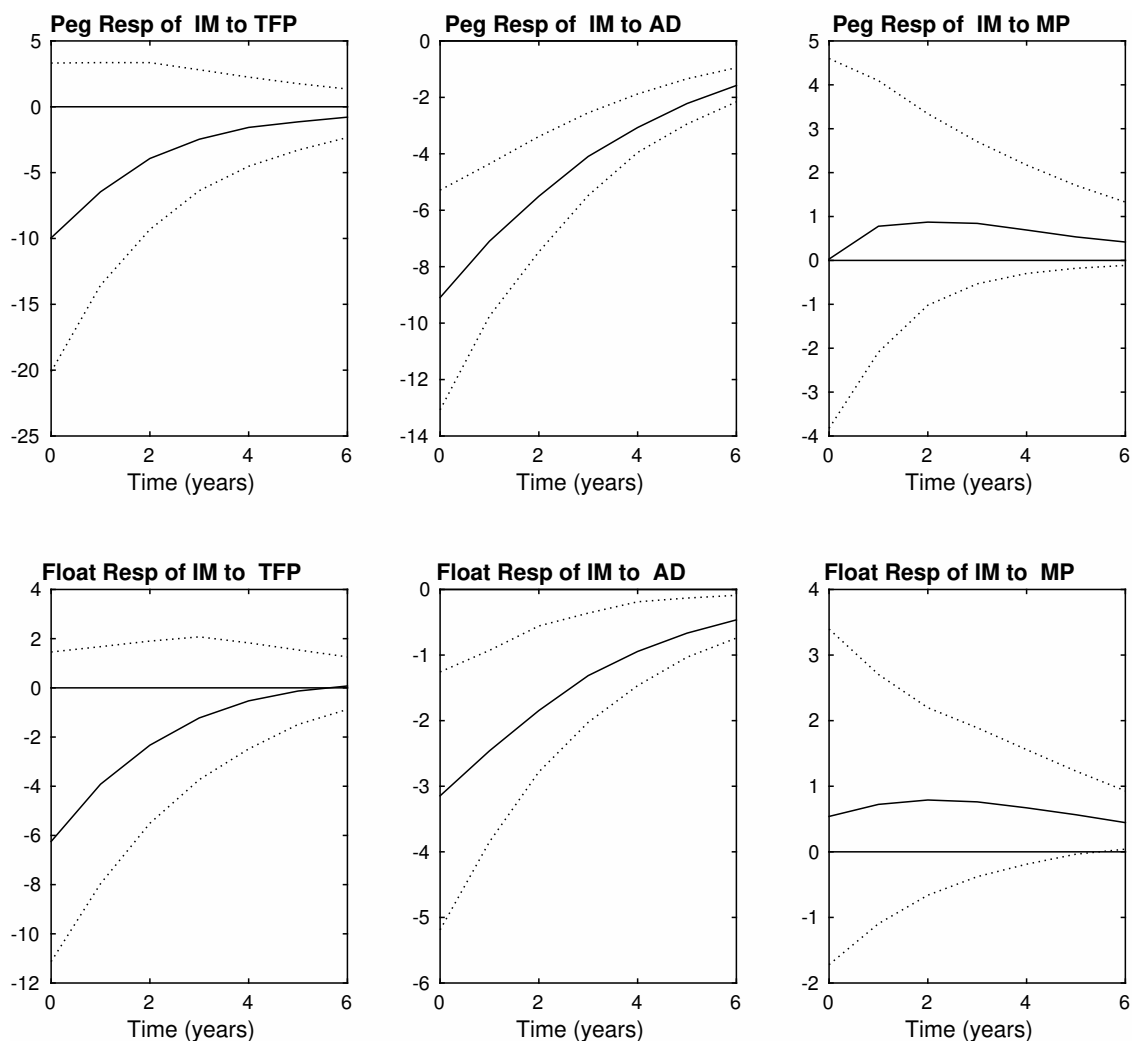 Peg Resp of IM to TFP
5
0
-5
-10
-15
-20
-25
0 2 4 6
Time (years)
Peg Resp of IM to AD
0
-2
-4
-6
-8
-10
-12
-14
0 2 4 6
Time (years)
Peg Resp of IM to MP
5
4
3
2
1
0
-1
-2
-3
-4
0 2 4 6
Time (years)
Float Resp of IM to TFP
4
2
0
-2
-4
-6
-8
-10
-12
0 2 4 6
Time (years)
Float Resp of IM to AD
0
-1
-2
-3
-4
-5
-6
0 2 4 6
Time (years)
Float Resp of IM to MP
4
3
2
1
0
-1
-2
0 2 4 6
Time (years)